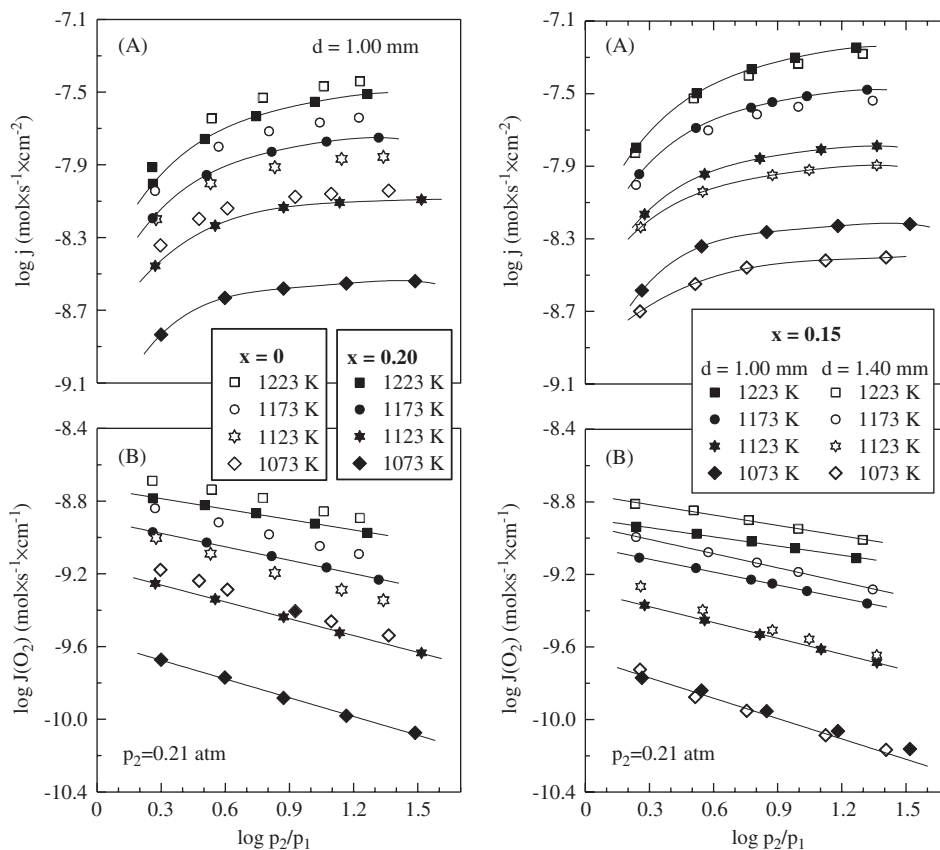 (A)
d = 1.00 mm
-7.1
-7.5
-7.9
-8.3
-8.7
-9.1
log j (mol×s⁻¹×cm⁻²)
x = 0
1223 K
1173 K
1123 K
1073 K
x = 0.20
1223 K
1173 K
1123 K
1073 K
(B)
-8.4
-8.8
-9.2
-9.6
-10.0
-10.4
log J(O₂) (mol×s⁻¹×cm⁻¹)
p₂=0.21 atm
0 0.3 0.6 0.9 1.2 1.5
log p₂/p₁
(A)
-7.1
-7.5
-7.9
-8.3
-8.7
-9.1
log j (mol×s⁻¹×cm⁻²)
x = 0.15
d = 1.00 mm d = 1.40 mm
1223 K 1223 K
1173 K 1173 K
1123 K 1123 K
1073 K 1073 K
(B)
-8.4
-8.8
-9.2
-9.6
-10.0
-10.4
log J(O₂) (mol×s⁻¹×cm⁻¹)
p₂=0.21 atm
0 0.3 0.6 0.9 1.2 1.5
log p₂/p₁